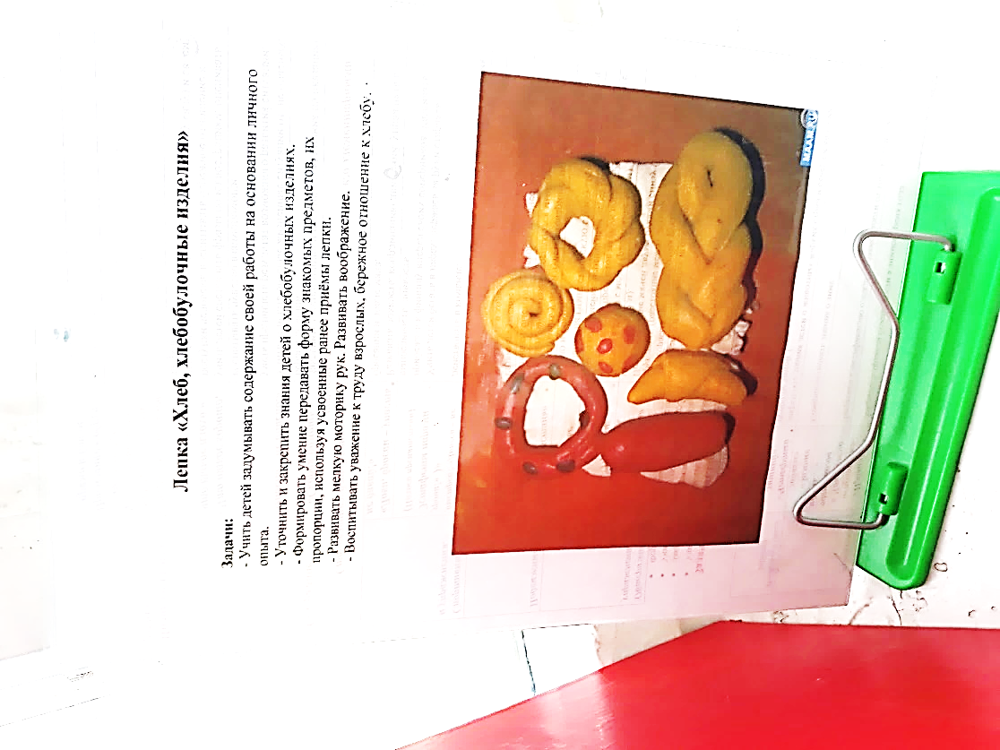 Лепка «Хлеб, хлебобулочные изделия»
Задачи:
- Учить детей задумывать содержание своей работы на основании личного
опыта.
- Уточнить и закрепить знания детей о хлебобулочных изделиях.
- Формировать умение передавать форму знакомых предметов, их
пропорции, используя усвоенные ранее приёмы лепки.
- Развивать мелкую моторику рук. Развивать воображение.
- Воспитывать уважение к труду взрослых, бережное отношение к хлебу.
MAAM.RU